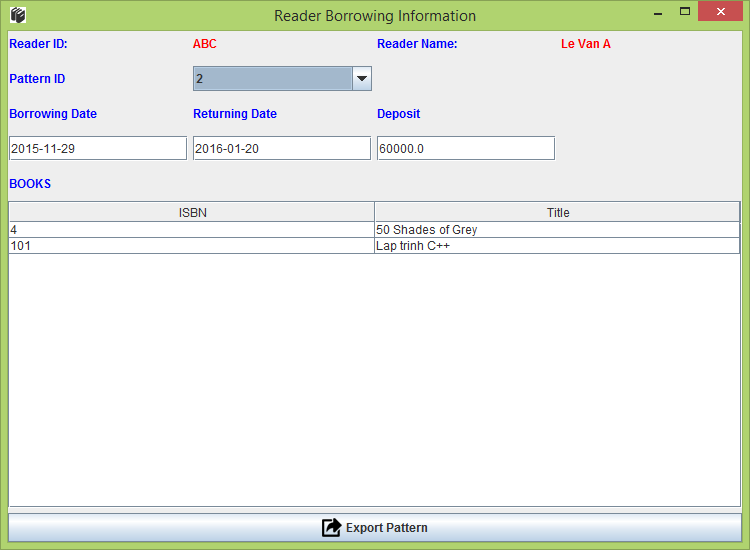 Reader Borrowing Information
Reader ID: ABC Reader Name: Le Van A
Pattern ID 2
Borrowing Date Returning Date Deposit
2015-11-29 2016-01-20 60000.0
BOOKS
ISBN Title
4 50 Shades of Grey
101 Lap trinh C++
Export Pattern